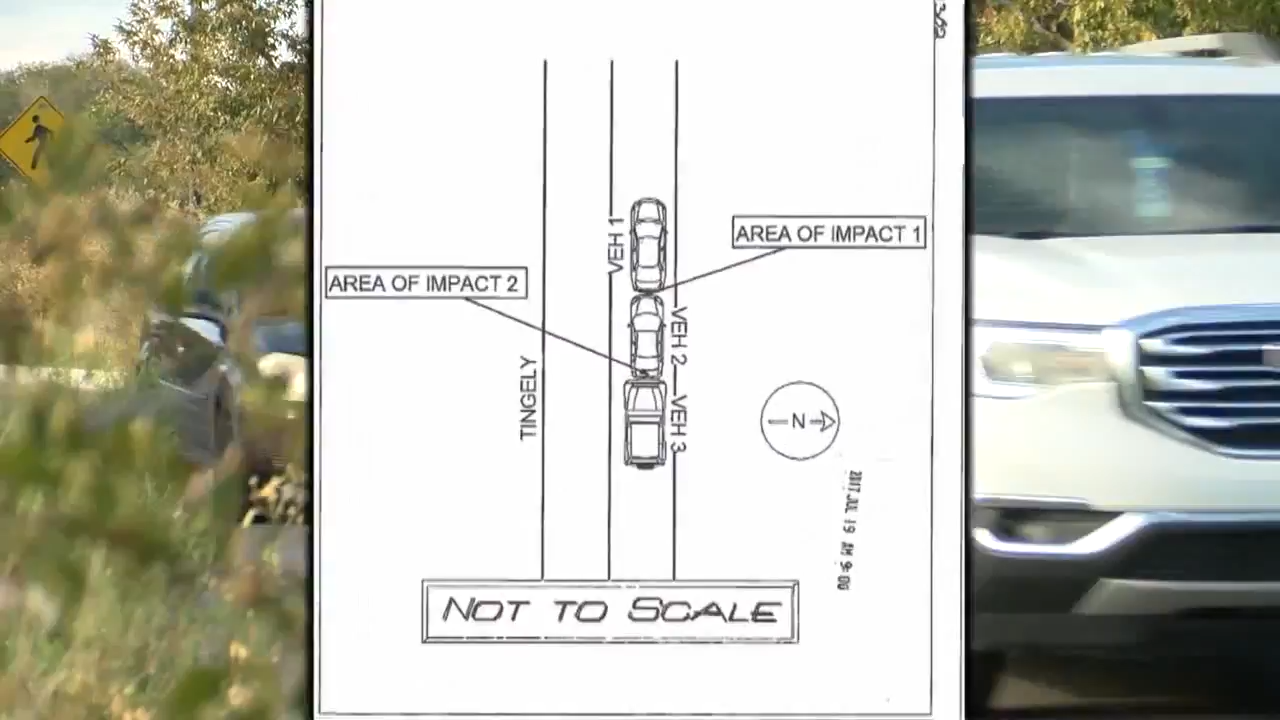 VEH 1
AREA OF IMPACT 1
AREA OF IMPACT 2
VEH 2
VEH 3
TINGELY
N
2017 JUL 19 AM 9:00
NOT TO SCALE